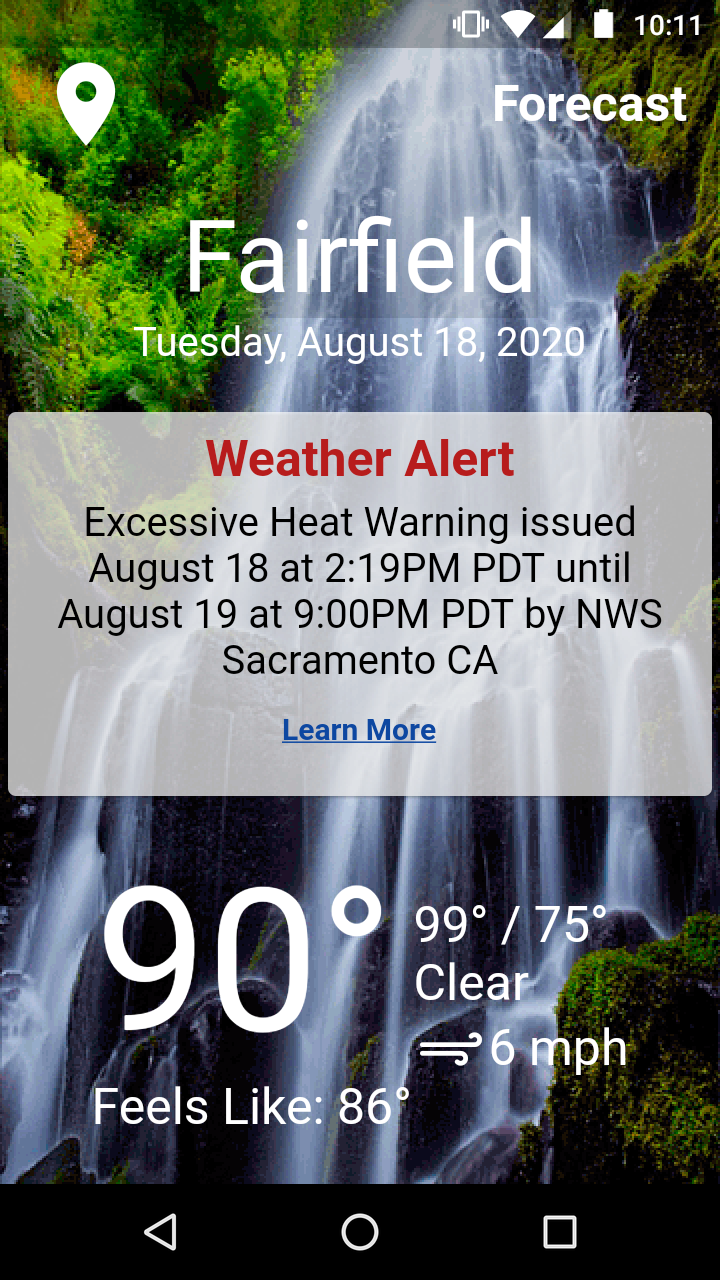 10:11
Forecast
Fairfield
Tuesday, August 18, 2020
Weather Alert
Excessive Heat Warning issued
August 18 at 2:19PM PDT until
August 19 at 9:00PM PDT by NWS
Sacramento CA
Learn More
90°
99° / 75°
Clear
6 mph
Feels Like: 86°